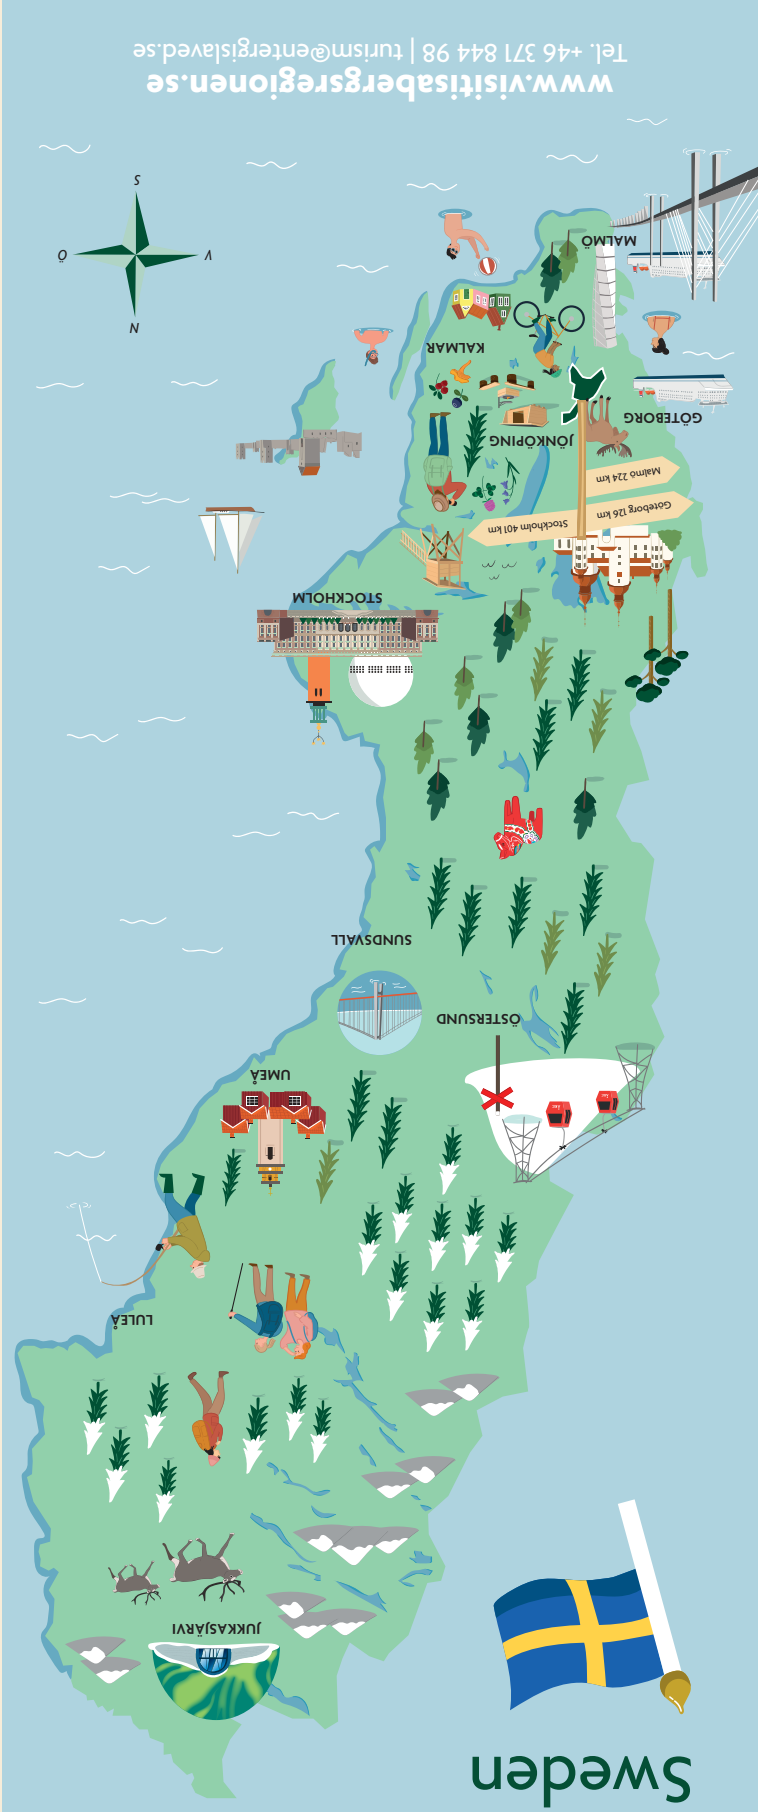 Sweden
JUKKASJÄRVI
LULEÅ
UMEÅ
ÖSTERSUND
SUNDSVALL
STOCKHOLM
Göteborg 126 km
Stockholm 401 km
Malmö 224 km
JÖNKÖPING
GÖTEBORG
KALMAR
MALMÖ
N
V
Ö
S
www.visitisabergsregionen.se
Tel. +46 371 844 98 | turism@entergislaved.se